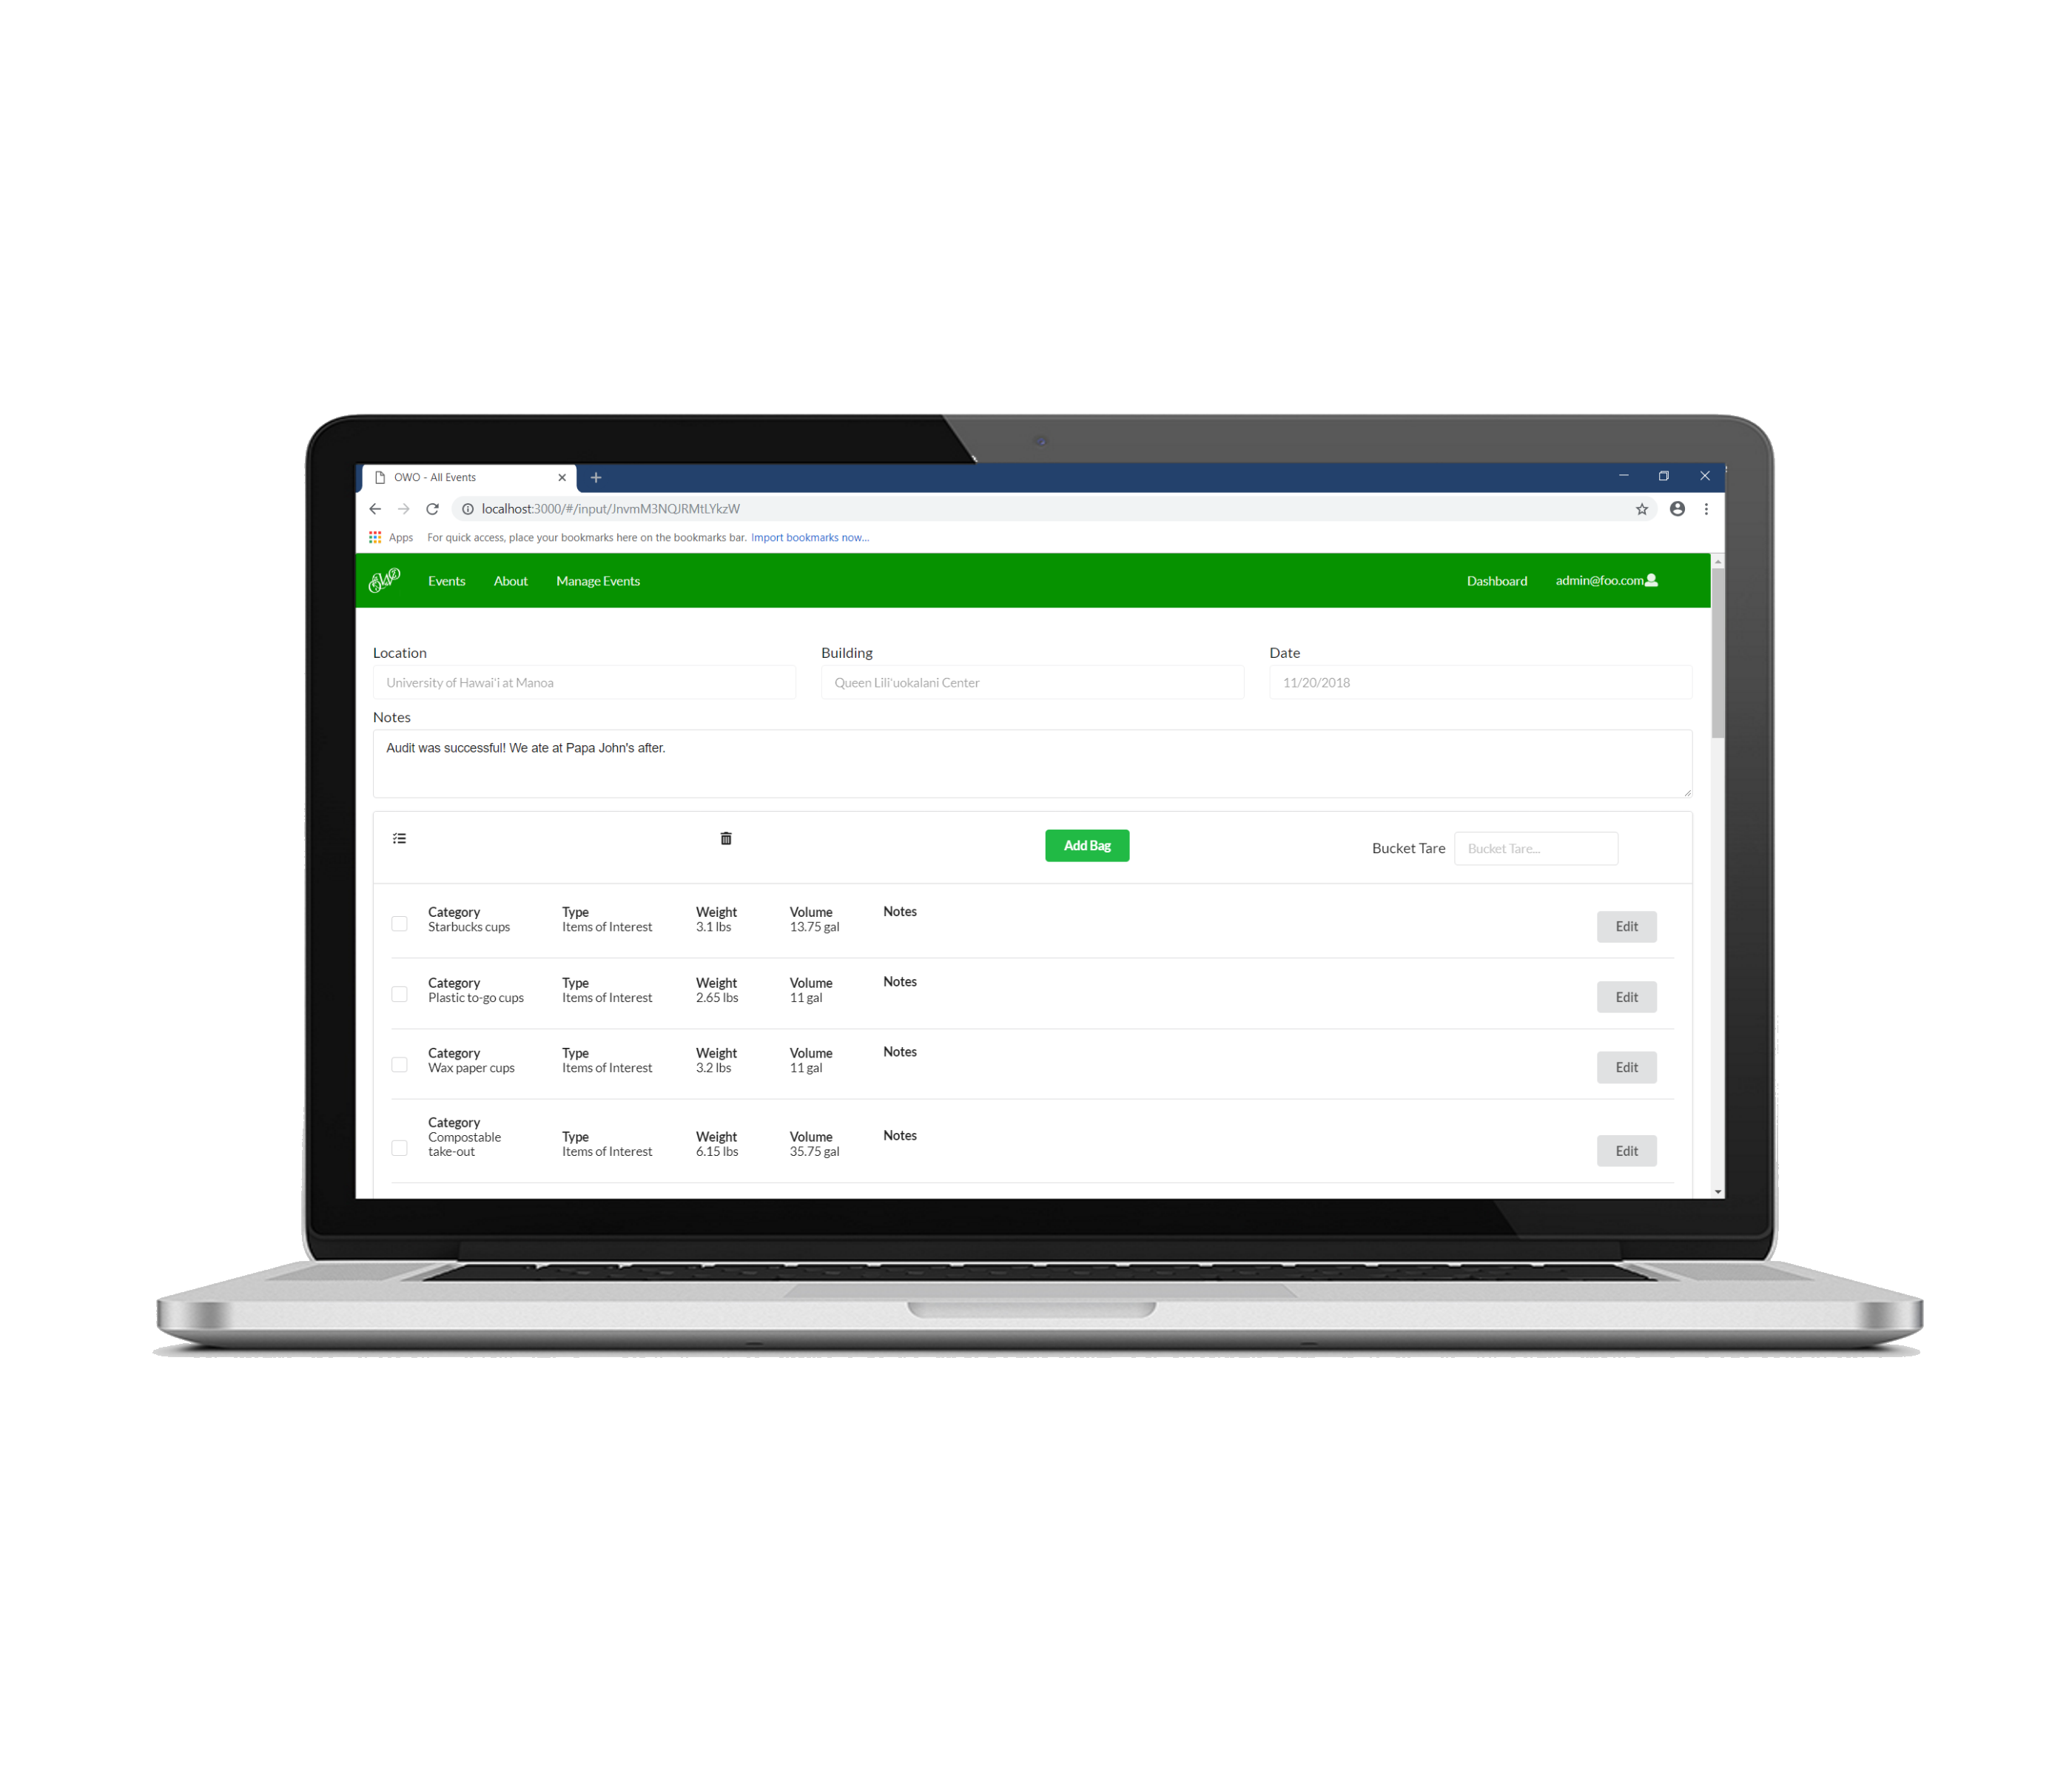 OWO - All Events
localhost:3000/#/input/JnvmM3NQJRMtLYkzW
Apps For quick access, place your bookmarks here on the bookmarks bar. Import bookmarks now...
Events About Manage Events Dashboard admin@foo.com
Location Building Date
University of Hawai'i at Manoa Queen Lili'uokalani Center 11/20/2018
Notes
Audit was successful! We ate at Papa John's after.
Add Bag Bucket Tare Bucket Tare...
Category Type Weight Volume Notes
Starbucks cups Items of Interest 3.1 lbs 13.75 gal Edit
Category Type Weight Volume Notes
Plastic to-go cups Items of Interest 2.65 lbs 11 gal Edit
Category Type Weight Volume Notes
Wax paper cups Items of Interest 3.2 lbs 11 gal Edit
Category
Compostable Type Weight Volume Notes
take-out Items of Interest 6.15 lbs 35.75 gal Edit